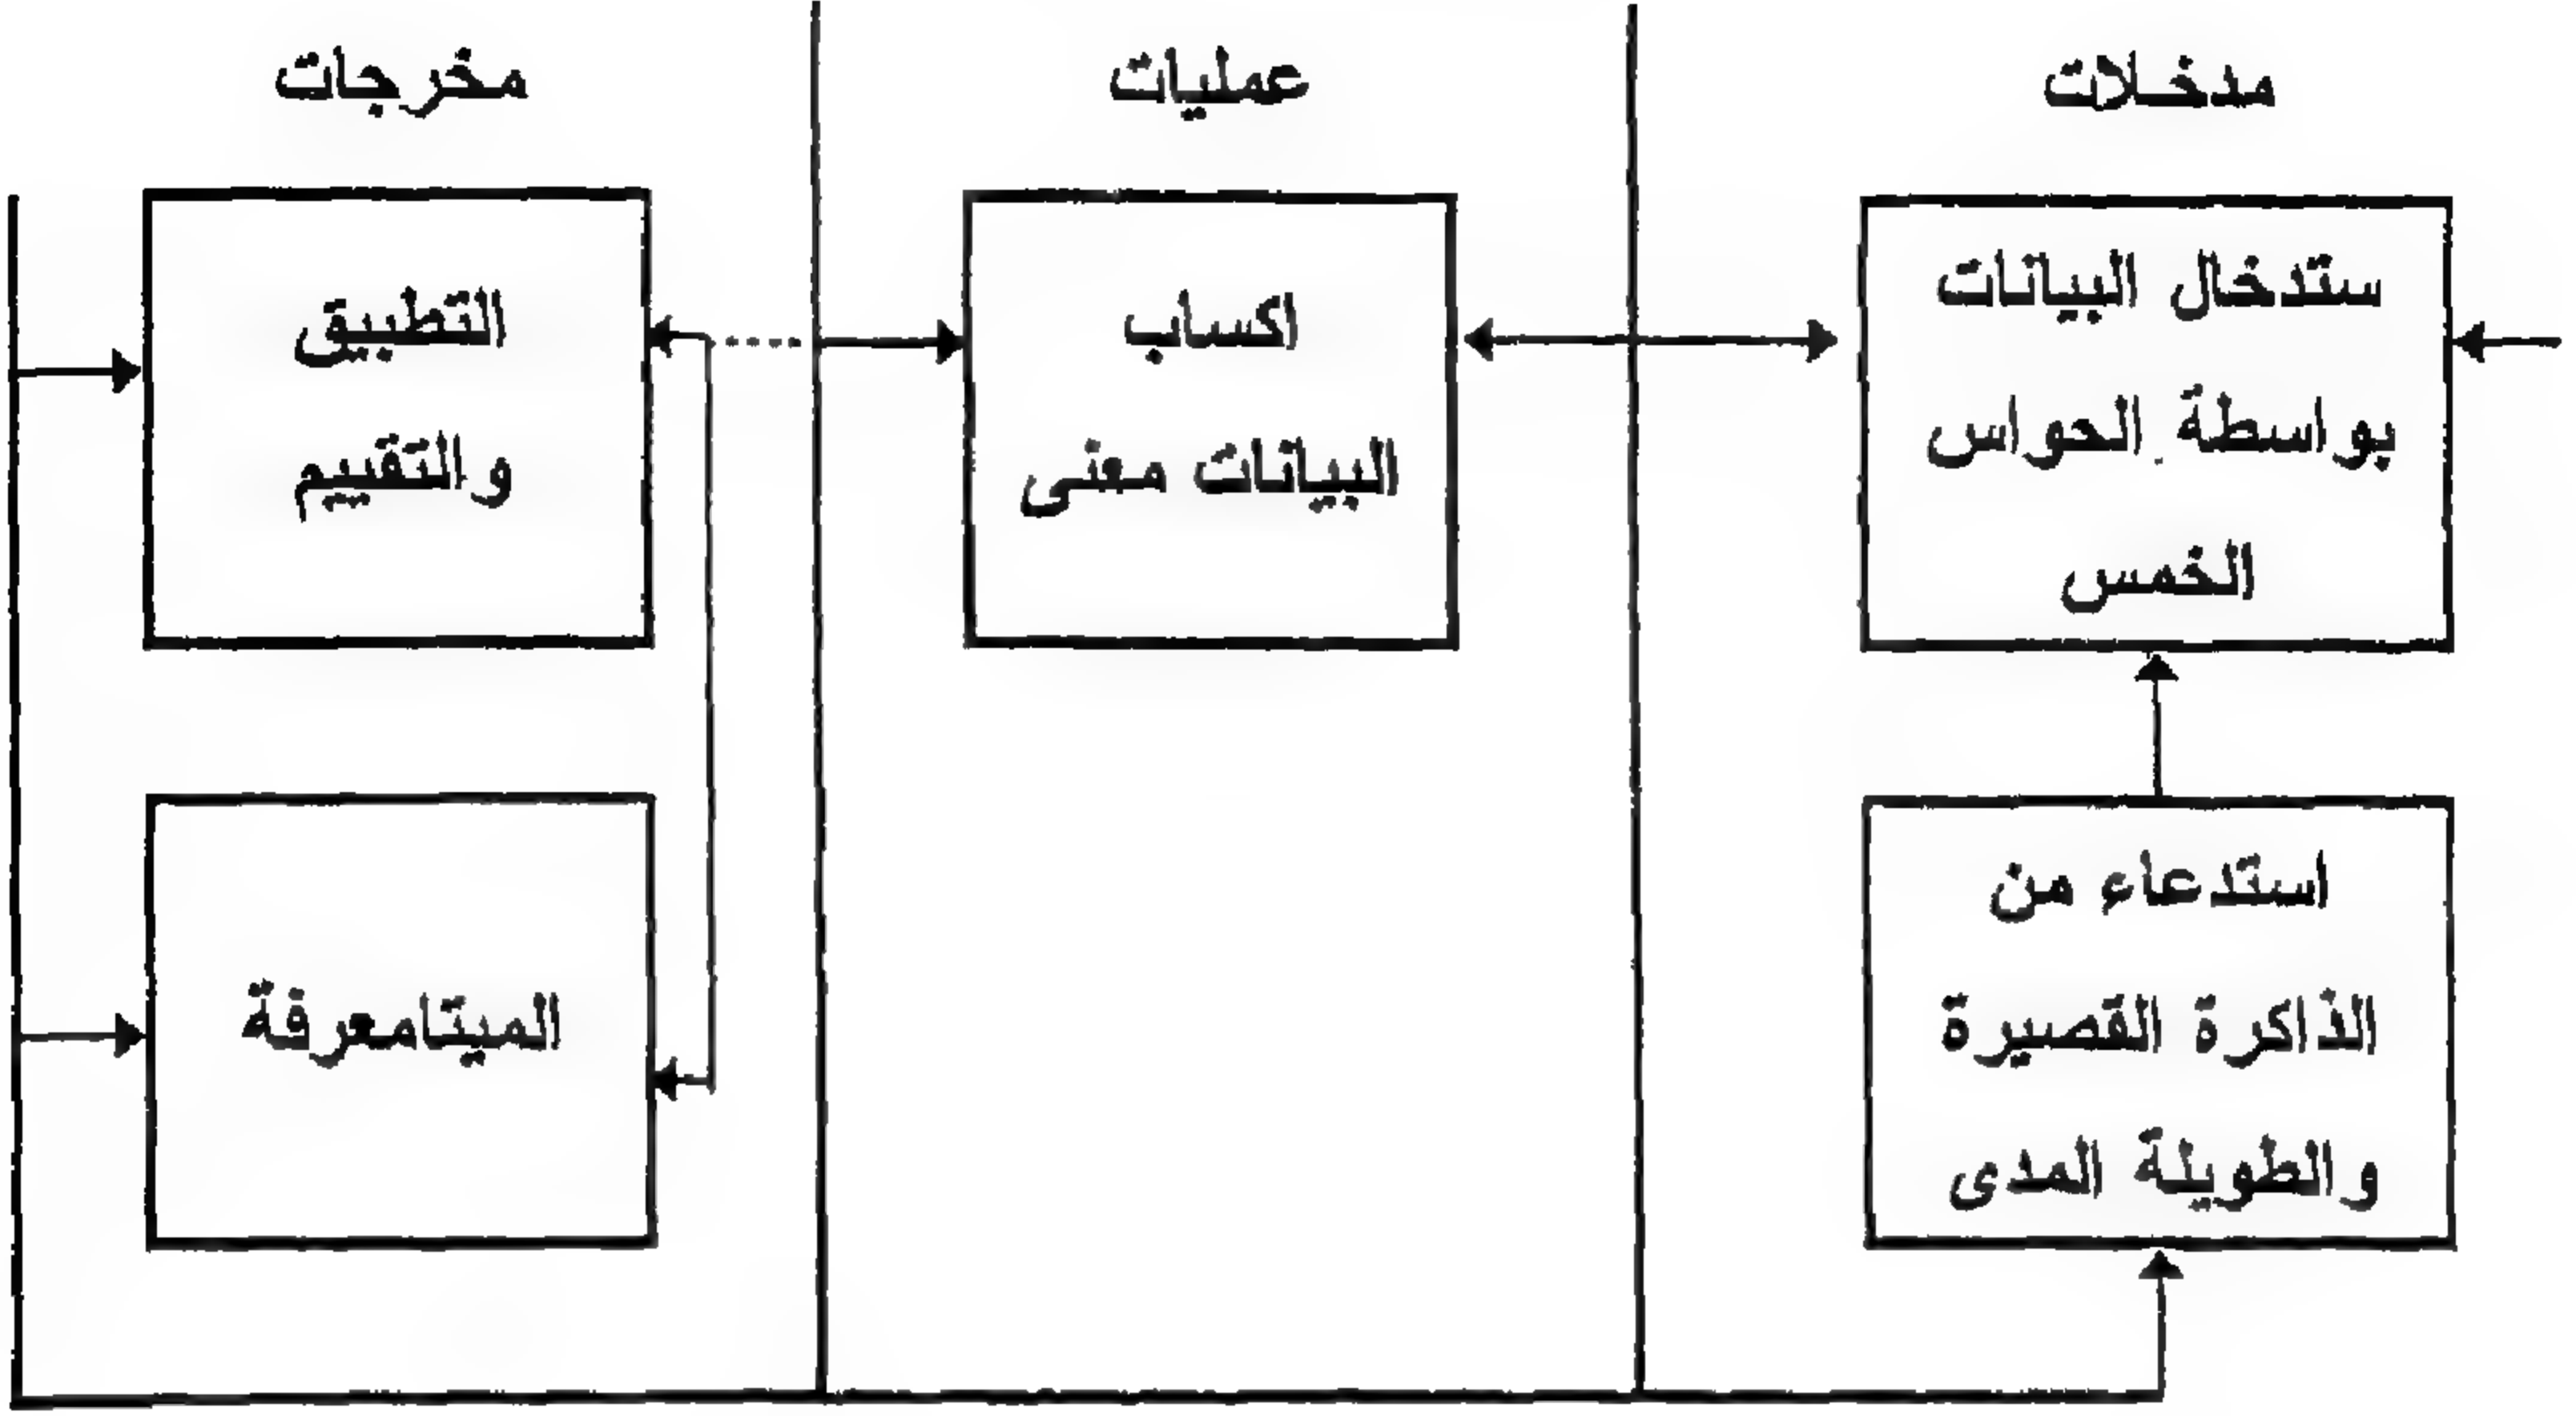 مدخلات
عمليات
مخرجات
ستدخال البيانات
بواسطة الحواس
الخمس
اكساب
البيانات معنى
التطبيق
والتقييم
استدعاء من
الذاكرة القصيرة
والطويلة المدى
الميتامعرفة